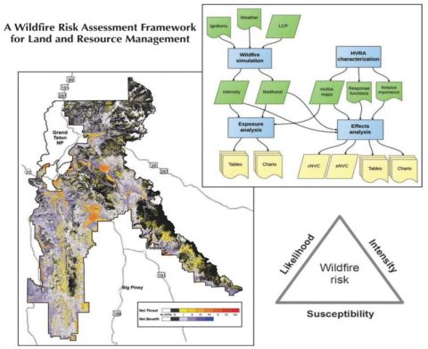 A Wildfire Risk Assessment Framework
for Land and Resource Management
Ignitions
Weather
LCP
Wildfire
simulation
HVRA
characterization
Intensity
likelihood
HVRA
maps
Response
functions
Relative
importance
Exposure
analysis
Effects
analysis
Tables
Charts
cNVC
eNVC
Tables
Charts
Grand
Teton
NP
Big Piney
Net Threat
Net Benefit
Likelihood
Intensity
Wildfire
risk
Susceptibility